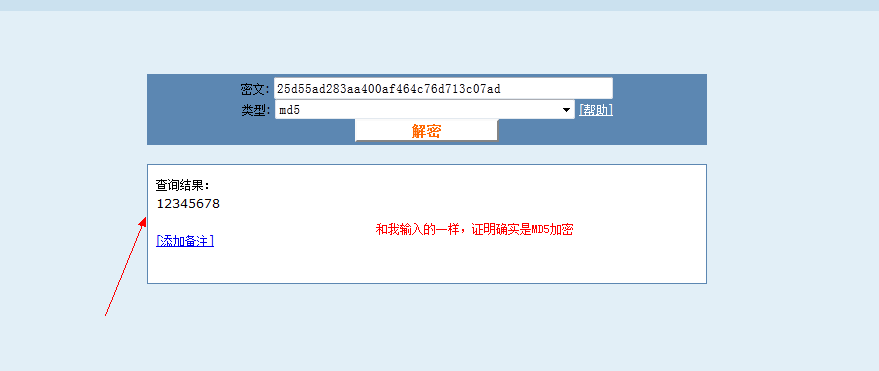 密文: 25d55ad283aa400af464c76d713c07ad
类型: md5 [帮助]
解密
查询结果:
12345678
和我输入的一样，证明确实是MD5加密
[添加备注]